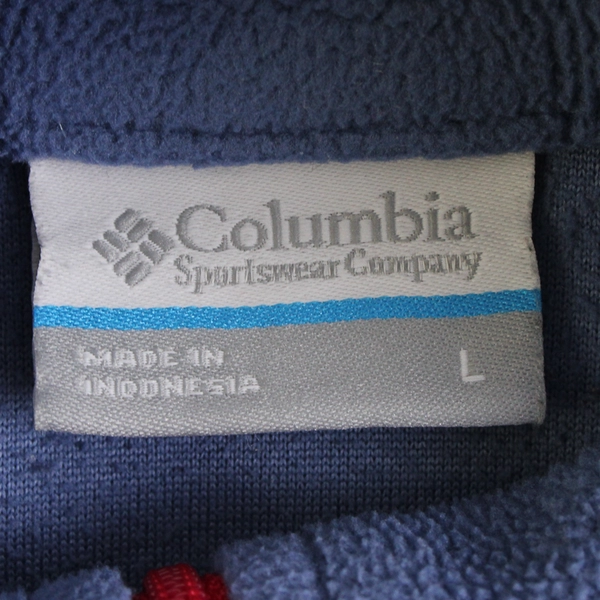 Columbia
Sportswear Company
MADE IN
INDONESIA
L